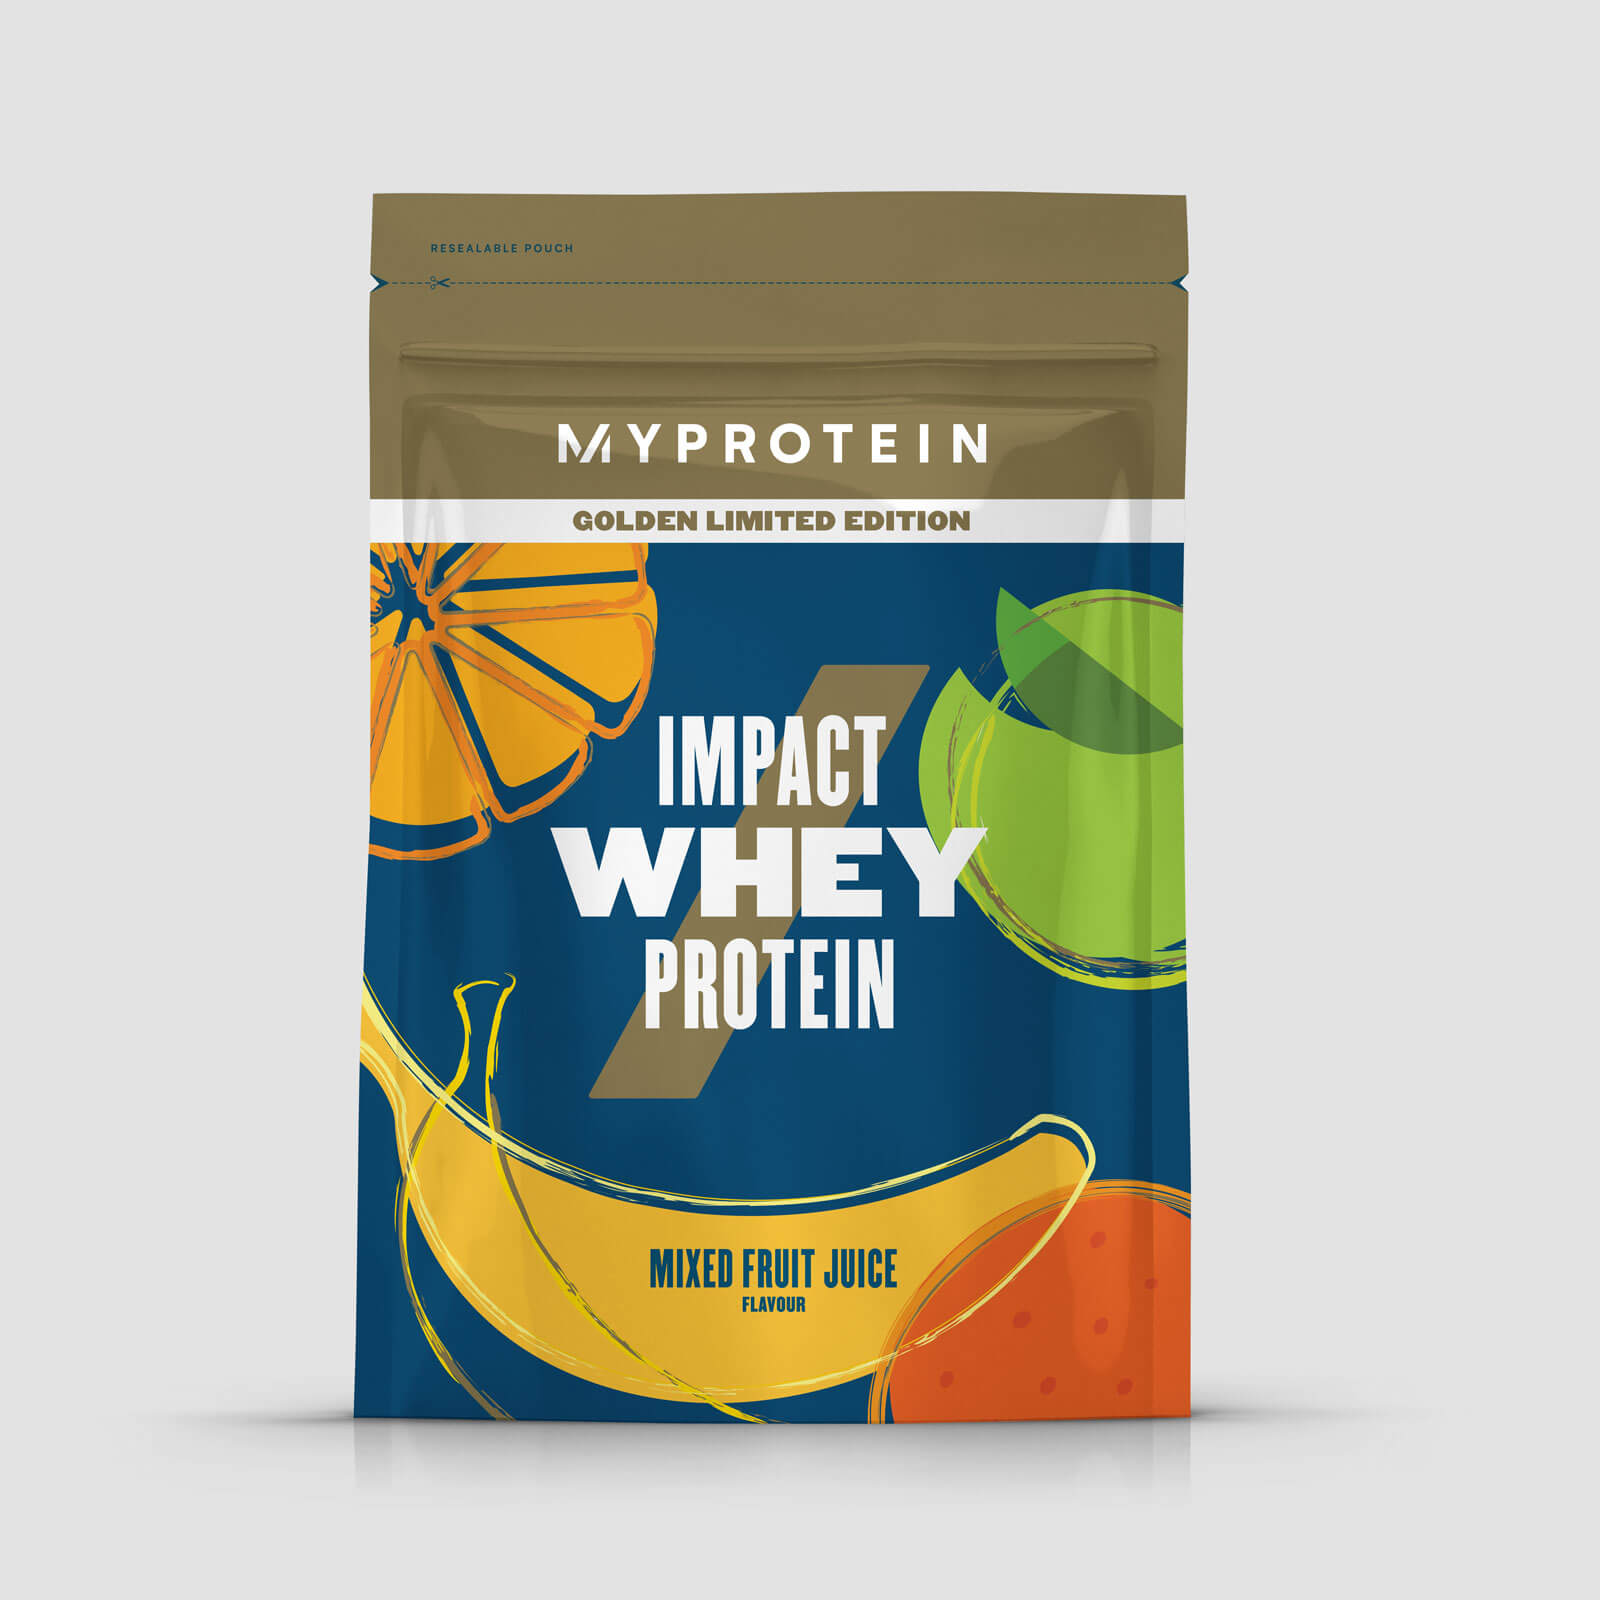 RESEALABLE POUCH
MYPROTEIN
GOLDEN LIMITED EDITION
IMPACT
WHEY
PROTEIN
MIXED FRUIT JUICE
FLAVOUR